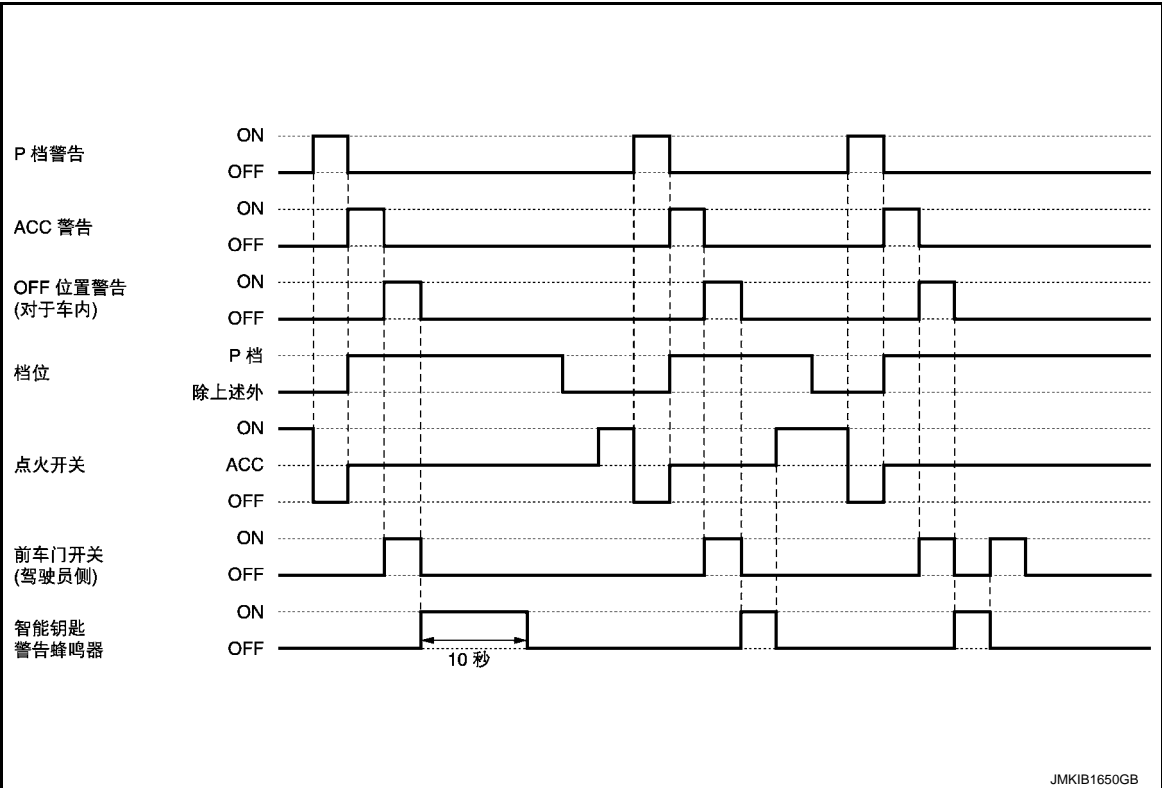 P 档警告
ON
OFF
ACC 警告
ON
OFF
OFF 位置警告
(对于车内)
ON
OFF
档位
P 档
除上述外
点火开关
ON
ACC
OFF
前车门开关
(驾驶员侧)
ON
OFF
智能钥匙
警告蜂鸣器
ON
OFF
10 秒
JMKIB1650GB